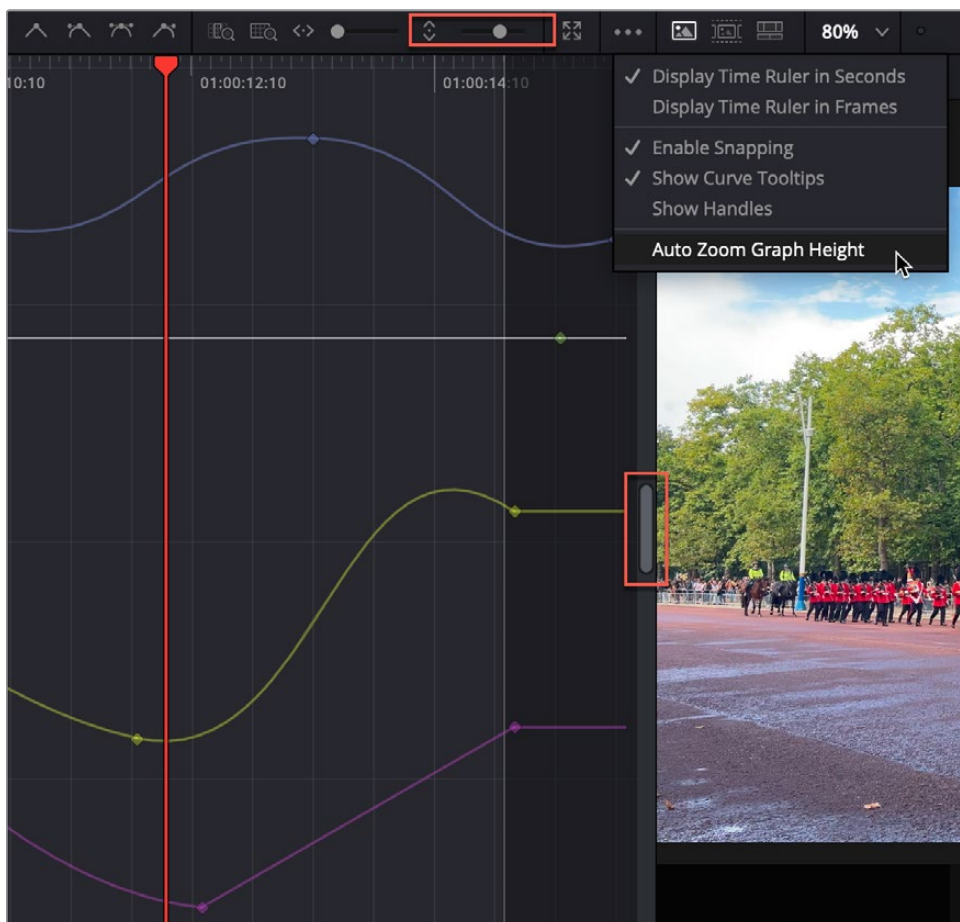 80%
10:10
01:00:12:10
01:00:14:10
Display Time Ruler in Seconds
Display Time Ruler in Frames
Enable Snapping
Show Curve Tooltips
Show Handles
Auto Zoom Graph Height